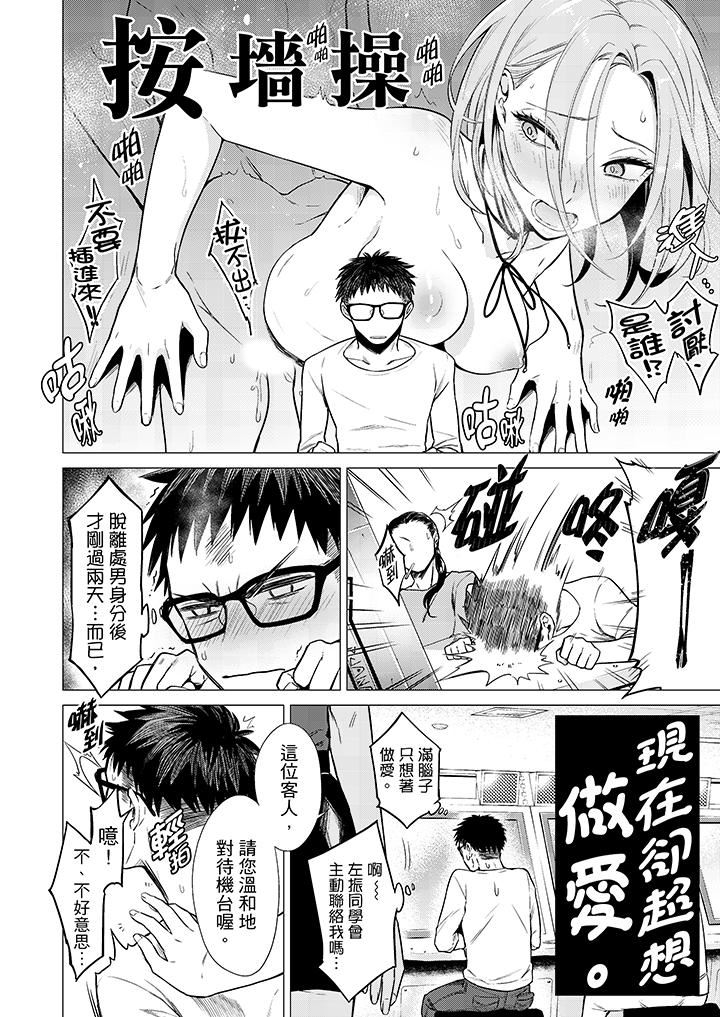 按墙操
啪啪
啪啪
啪啪
進入…
討厭、
是誰!?
啪啪
拔不出…
不要
插進來!!
咕啾
咕啾
嘎—
咚
碰
嚇到
脫離處男身分後
才剛過兩天…而已，
現在卻超想
做愛。
滿腦子
只想著
做愛。
啊～
左振同學會
主動聯絡我嗎…
嚇到
這位客人，
請您溫和地
對待機台喔。
輕拍
噫！
不、不好意思…